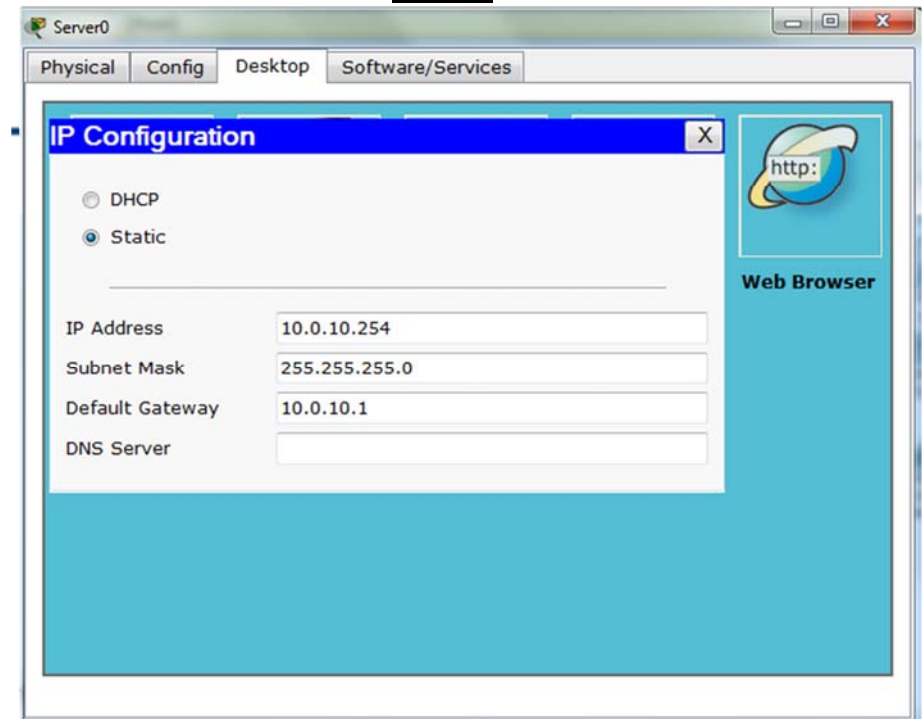 Server0
Physical Config Desktop Software/Services
IP Configuration X
http:
DHCP
Static
Web Browser
IP Address 10.0.10.254
Subnet Mask 255.255.255.0
Default Gateway 10.0.10.1
DNS Server